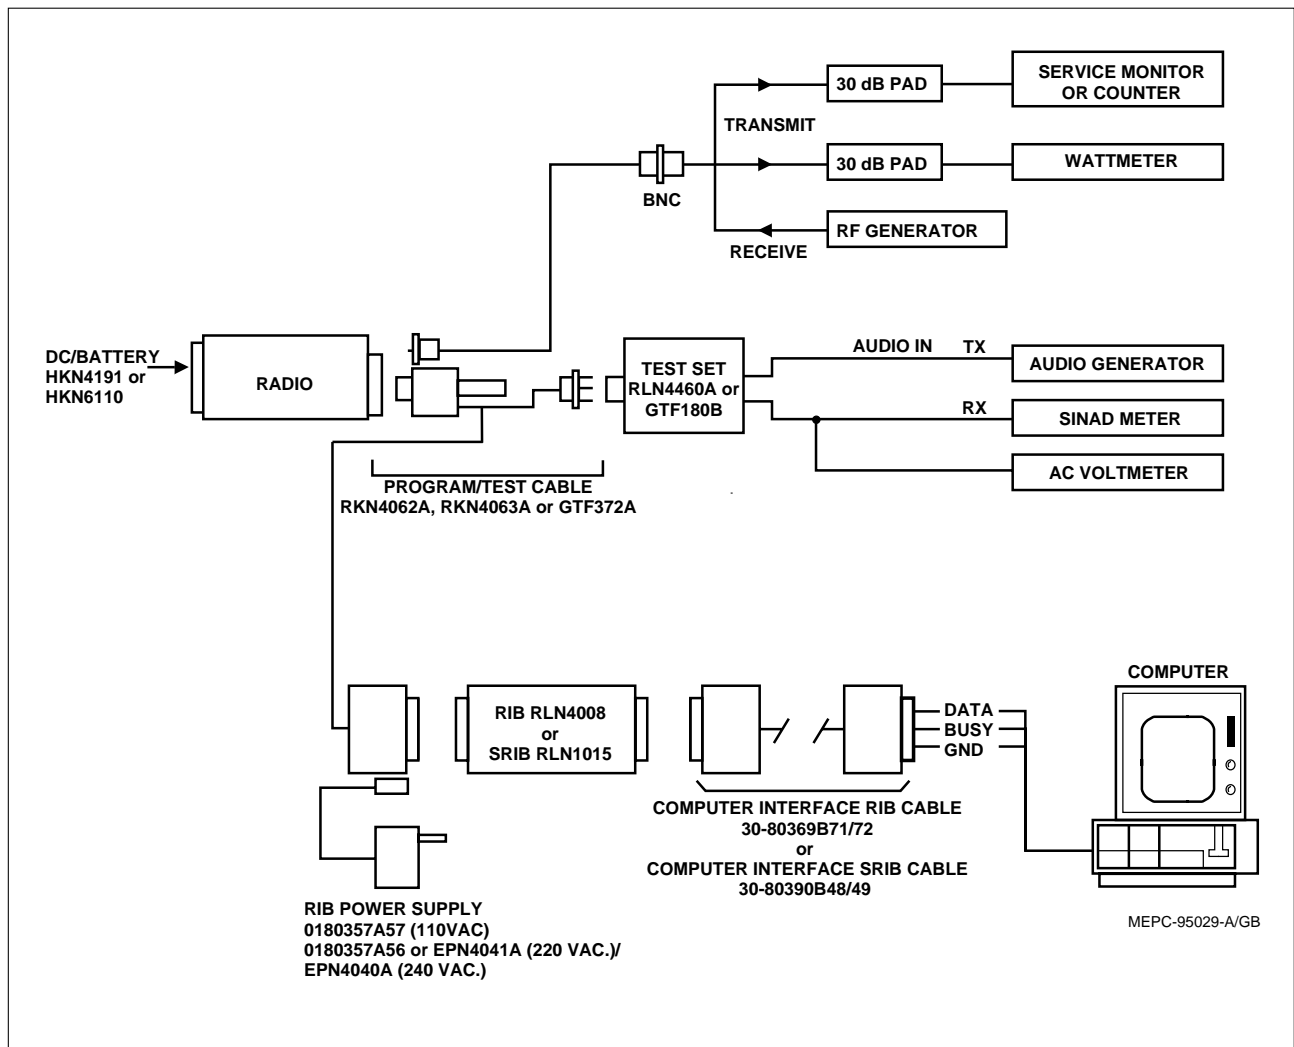 SERVICE MONITOR
OR COUNTER
30 dB PAD
TRANSMIT
30 dB PAD
WATTMETER
BNC
RF GENERATOR
RECEIVE
DC/BATTERY
HKN4191 or
HKN6110
RADIO
TEST SET
RLN4460A or
GTF180B
AUDIO IN
TX
AUDIO GENERATOR
RX
SINAD METER
AC VOLTMETER
PROGRAM/TEST CABLE
RKN4062A, RKN4063A or GTF372A
COMPUTER
RIB RLN4008
or
SRIB RLN1015
DATA
BUSY
GND
COMPUTER INTERFACE RIB CABLE
30-80369B71/72
or
COMPUTER INTERFACE SRIB CABLE
30-80390B48/49
RIB POWER SUPPLY
0180357A57 (110VAC)
0180357A56 or EPN4041A (220 VAC.)/
EPN4040A (240 VAC.)
MEPC-95029-A/GB